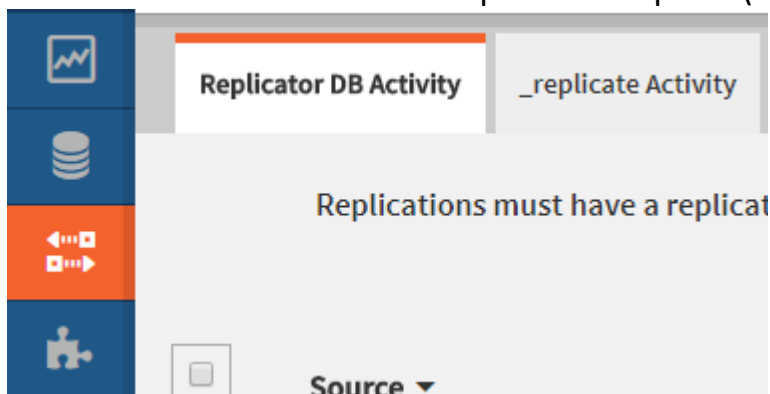 Replicator DB Activity
_replicate Activity
Replications must have a replicat
Source